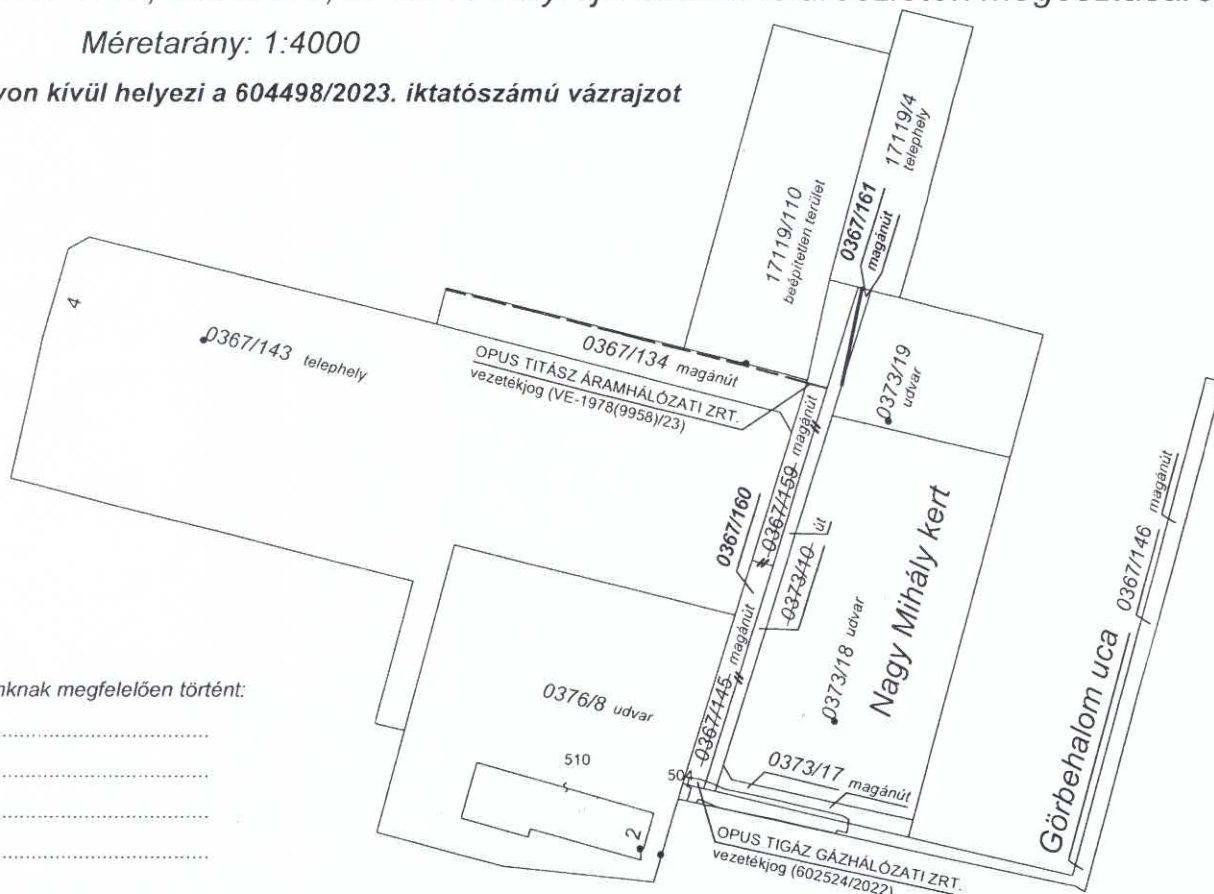 Méretarány: 1:4000
kívül helyezi a 604498/2023. iktatószámú vázrajzot
17119/4
telephely
17119/110
beépítetlen terület
0367/161
magánút
4
0367/143 telephely
0367/134 magánút
OPUS TITÁSZ ÁRAMHÁLÓZATI ZRT.
vezetékjog (VE-1978(9958)/23)
0373/19
udvar
0367/159 magánút
0367/160
0373/10 út
0367/146 magánút
Nagy Mihály kert
0373/18 udvar
0367/145 magánút
0376/8 udvar
megfelelően történt:
510
504
2
0373/17 magánút
Görbehalom uca
OPUS TIGÁZ GÁZHÁLÓZATI ZRT.
vezetékjog (602524/2022)